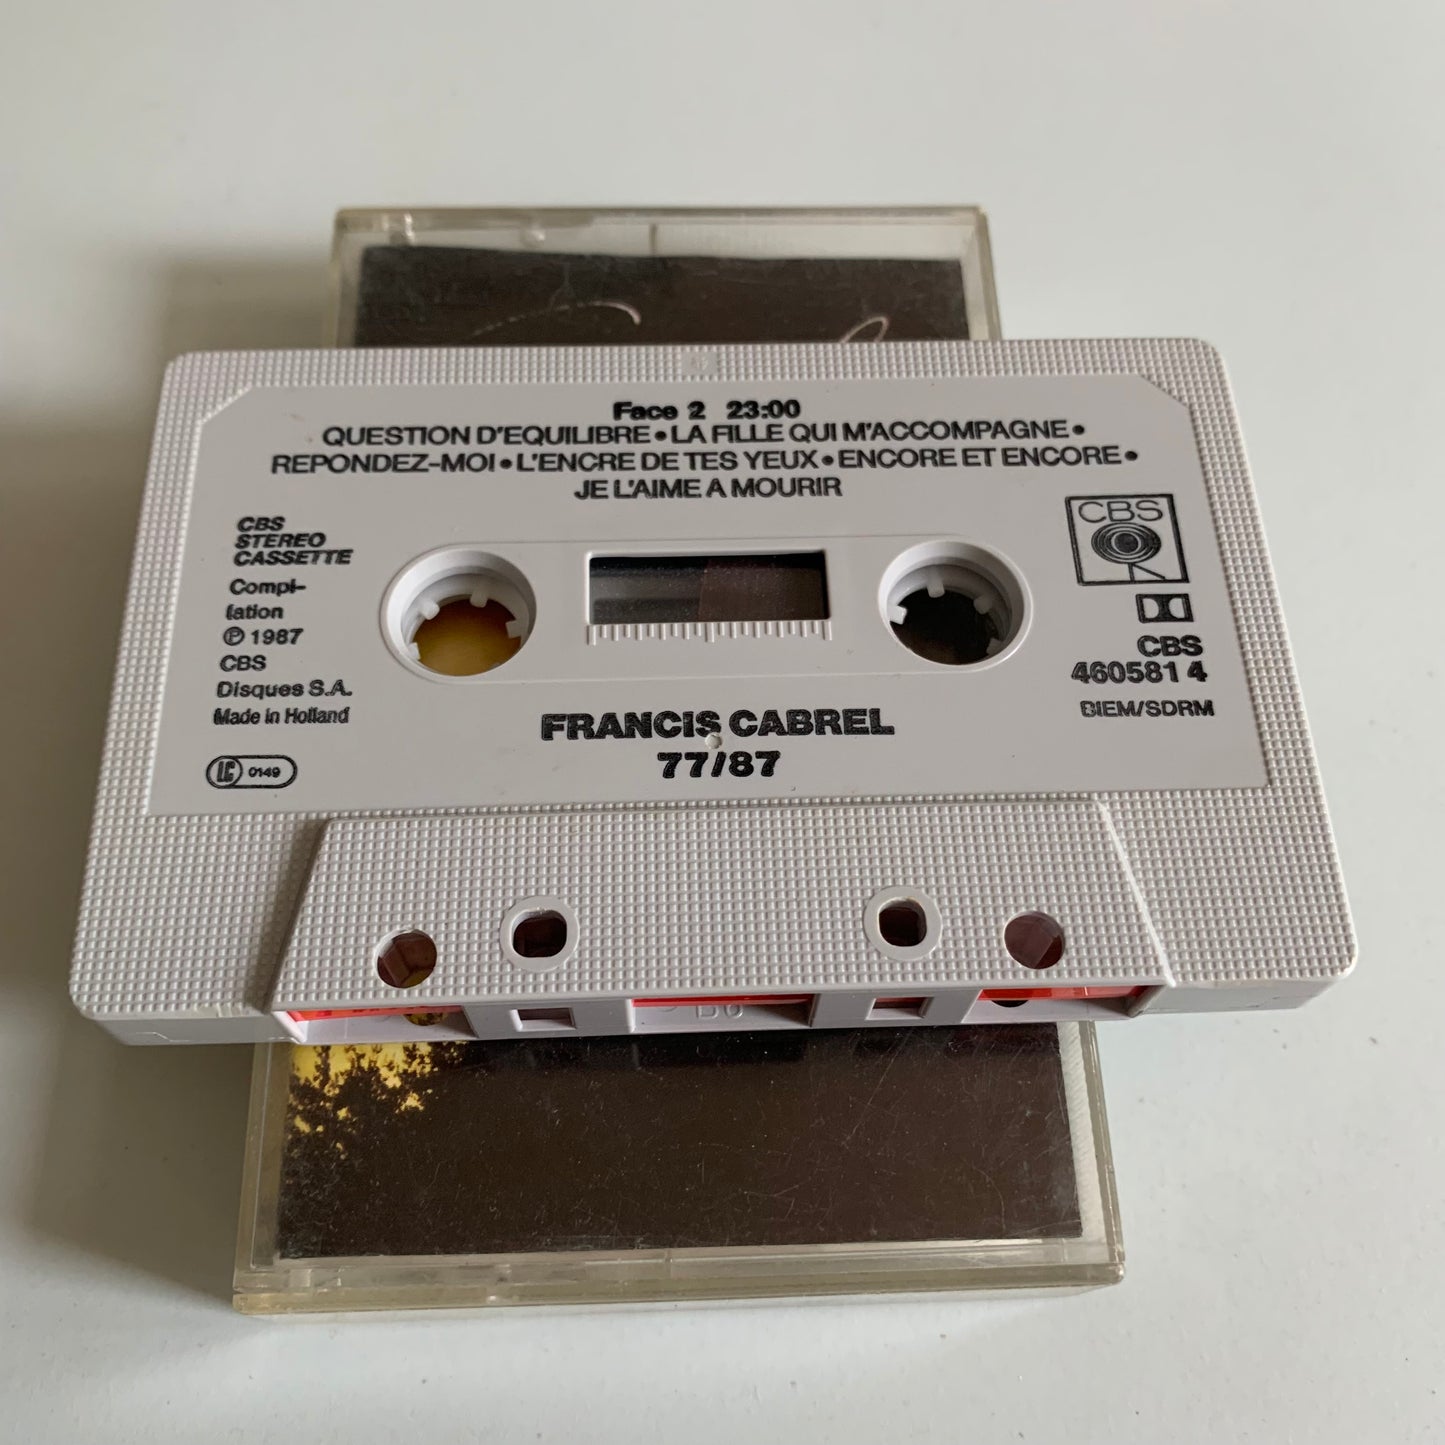 Face 2 23:00
QUESTION D'EQUILIBRE • LA FILLE QUI M'ACCOMPAGNE •
REPONDEZ-MOI • L'ENCRE DE TES YEUX • ENCORE ET ENCORE •
JE L'AIME A MOURIR
CBS
STEREO
CASSETTE
Compi-
lation
℗ 1987
CBS
Disques S.A.
Made in Holland
LC 0149
CBS
CBS
460581 4
BIEM/SDRM
FRANCIS CABREL
77/87